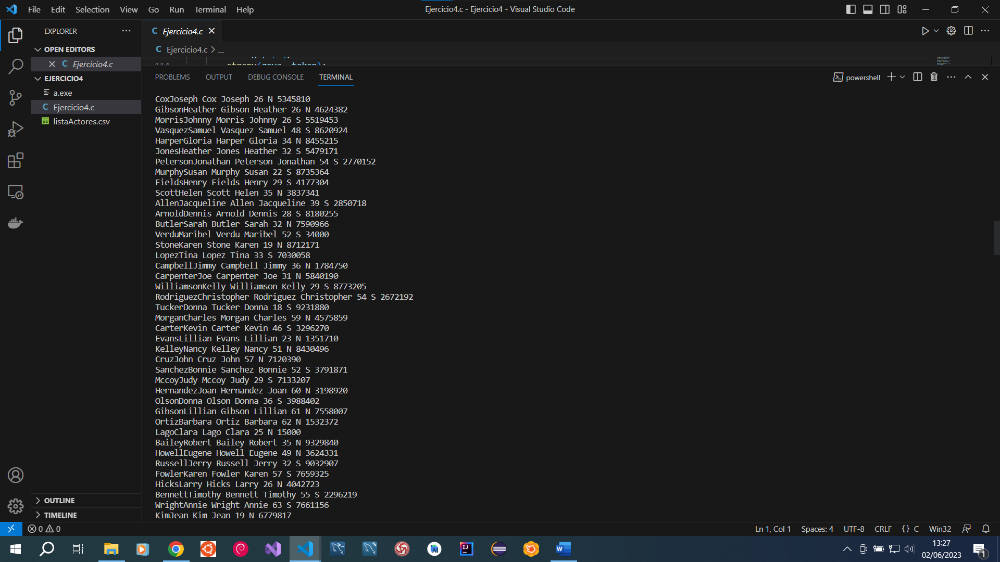 File Edit Selection View Go Run Terminal Help
Ejercicio4.c - Ejercicio4 - Visual Studio Code
EXPLORER
OPEN EDITORS
Ejercicio4.c
EJERCICIO4
a.exe
Ejercicio4.c
listaActores.csv
OUTLINE
TIMELINE
Ejercicio4.c
Ejercicio4.c > ...
114 strcpy(goya, token);
PROBLEMS OUTPUT DEBUG CONSOLE TERMINAL
powershell
CoxJoseph Cox Joseph 26 N 5345810
GibsonHeather Gibson Heather 26 N 4624382
MorrisJohnny Morris Johnny 26 S 5519453
VasquezSamuel Vasquez Samuel 48 S 8620924
HarperGloria Harper Gloria 34 N 8455215
JonesHeather Jones Heather 32 S 5479171
PetersonJonathan Peterson Jonathan 54 S 2770152
MurphySusan Murphy Susan 22 S 8735364
FieldsHenry Fields Henry 29 S 4177304
ScottHelen Scott Helen 35 N 3837341
AllenJacqueline Allen Jacqueline 39 S 2850718
ArnoldDennis Arnold Dennis 28 S 8180255
ButlerSarah Butler Sarah 32 N 7590966
VerduMaribel Verdu Maribel 52 S 34000
StoneKaren Stone Karen 19 N 8712171
LopezTina Lopez Tina 33 S 7030058
CampbellJimmy Campbell Jimmy 36 N 1784750
CarpenterJoe Carpenter Joe 31 N 5840190
WilliamsonKelly Williamson Kelly 29 S 8773205
RodriguezChristopher Rodriguez Christopher 54 S 2672192
TuckerDonna Tucker Donna 18 S 9231880
MorganCharles Morgan Charles 59 N 4575859
CarterKevin Carter Kevin 46 S 3296270
EvansLillian Evans Lillian 23 N 1351710
KelleyNancy Kelley Nancy 51 N 8430496
CruzJohn Cruz John 57 N 7120390
SanchezBonnie Sanchez Bonnie 52 S 3791871
MccoyJudy Mccoy Judy 29 S 7133207
HernandezJoan Hernandez Joan 60 N 3198920
OlsonDonna Olson Donna 36 S 3988402
GibsonLillian Gibson Lillian 61 N 7558007
OrtizBarbara Ortiz Barbara 62 N 1532372
LagoClara Lago Clara 25 N 15000
BaileyRobert Bailey Robert 35 N 9329840
HowellEugene Howell Eugene 49 N 3624331
RussellJerry Russell Jerry 32 S 9032907
FowlerKaren Fowler Karen 57 S 7659325
HicksLarry Hicks Larry 26 N 4042723
BennettTimothy Bennett Timothy 55 S 2296219
WrightAnnie Wright Annie 63 S 7661156
KimJean Kim Jean 19 N 6779817
0 0
Ln 1, Col 1 Spaces: 4 UTF-8 CRLF {} C Win32
13:27
02/06/2023
1